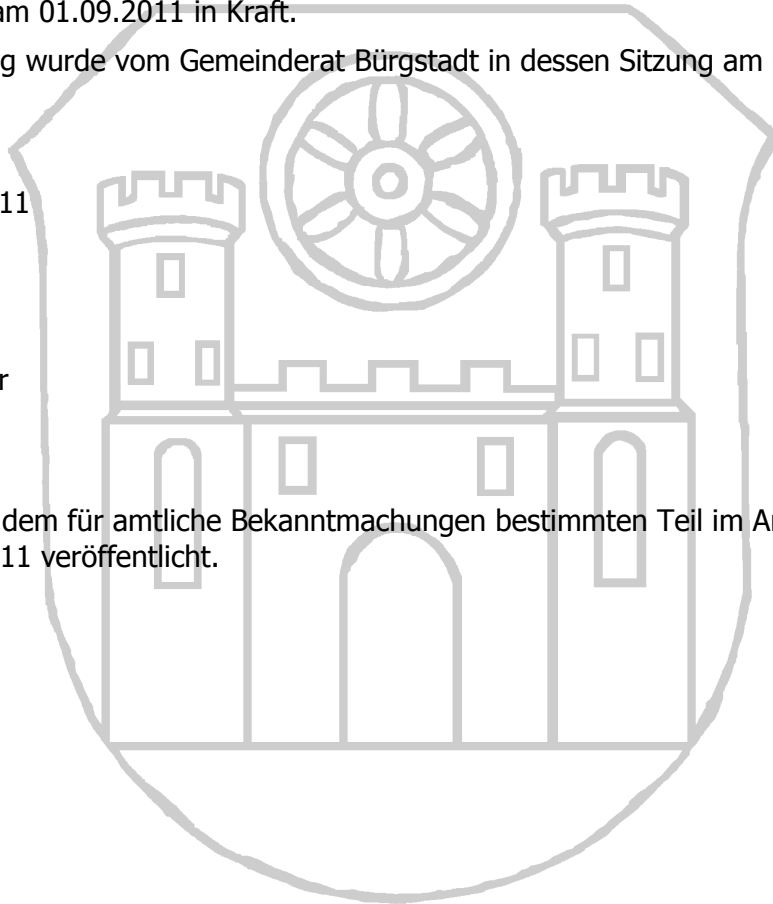 am 01.09.2011 in Kraft.
g wurde vom Gemeinderat Bürgstadt in dessen Sitzung am
11
r
dem für amtliche Bekanntmachungen bestimmten Teil im A
11 veröffentlicht.